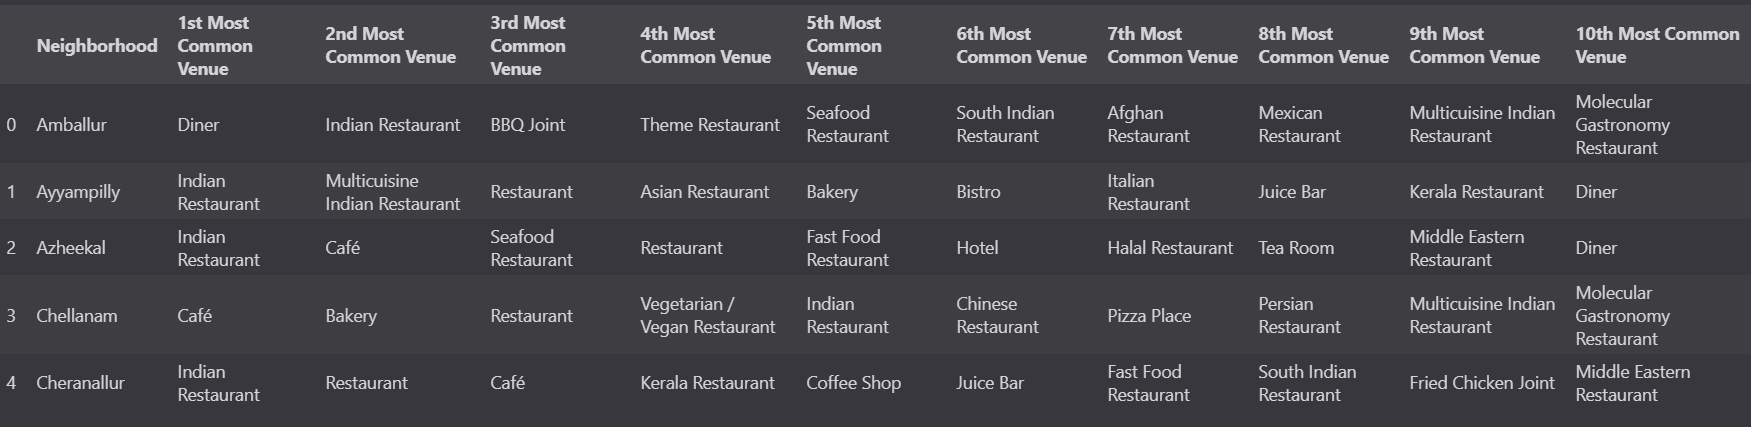 Neighborhood 1st Most Common Venue 2nd Most Common Venue 3rd Most Common Venue 4th Most Common Venue 5th Most Common Venue 6th Most Common Venue 7th Most Common Venue 8th Most Common Venue 9th Most Common Venue 10th Most Common Venue
0 Amballur Diner Indian Restaurant BBQ Joint Theme Restaurant Seafood Restaurant South Indian Restaurant Afghan Restaurant Mexican Restaurant Multicuisine Indian Restaurant Molecular Gastronomy Restaurant
1 Ayyampilly Indian Restaurant Multicuisine Indian Restaurant Restaurant Asian Restaurant Bakery Bistro Italian Restaurant Juice Bar Kerala Restaurant Diner
2 Azheekal Indian Restaurant Café Seafood Restaurant Restaurant Fast Food Restaurant Hotel Halal Restaurant Tea Room Middle Eastern Restaurant Diner
3 Chellanam Café Bakery Restaurant Vegetarian / Vegan Restaurant Indian Restaurant Chinese Restaurant Pizza Place Persian Restaurant Multicuisine Indian Restaurant Molecular Gastronomy Restaurant
4 Cheranallur Indian Restaurant Restaurant Café Kerala Restaurant Coffee Shop Juice Bar Fast Food Restaurant South Indian Restaurant Fried Chicken Joint Middle Eastern Restaurant